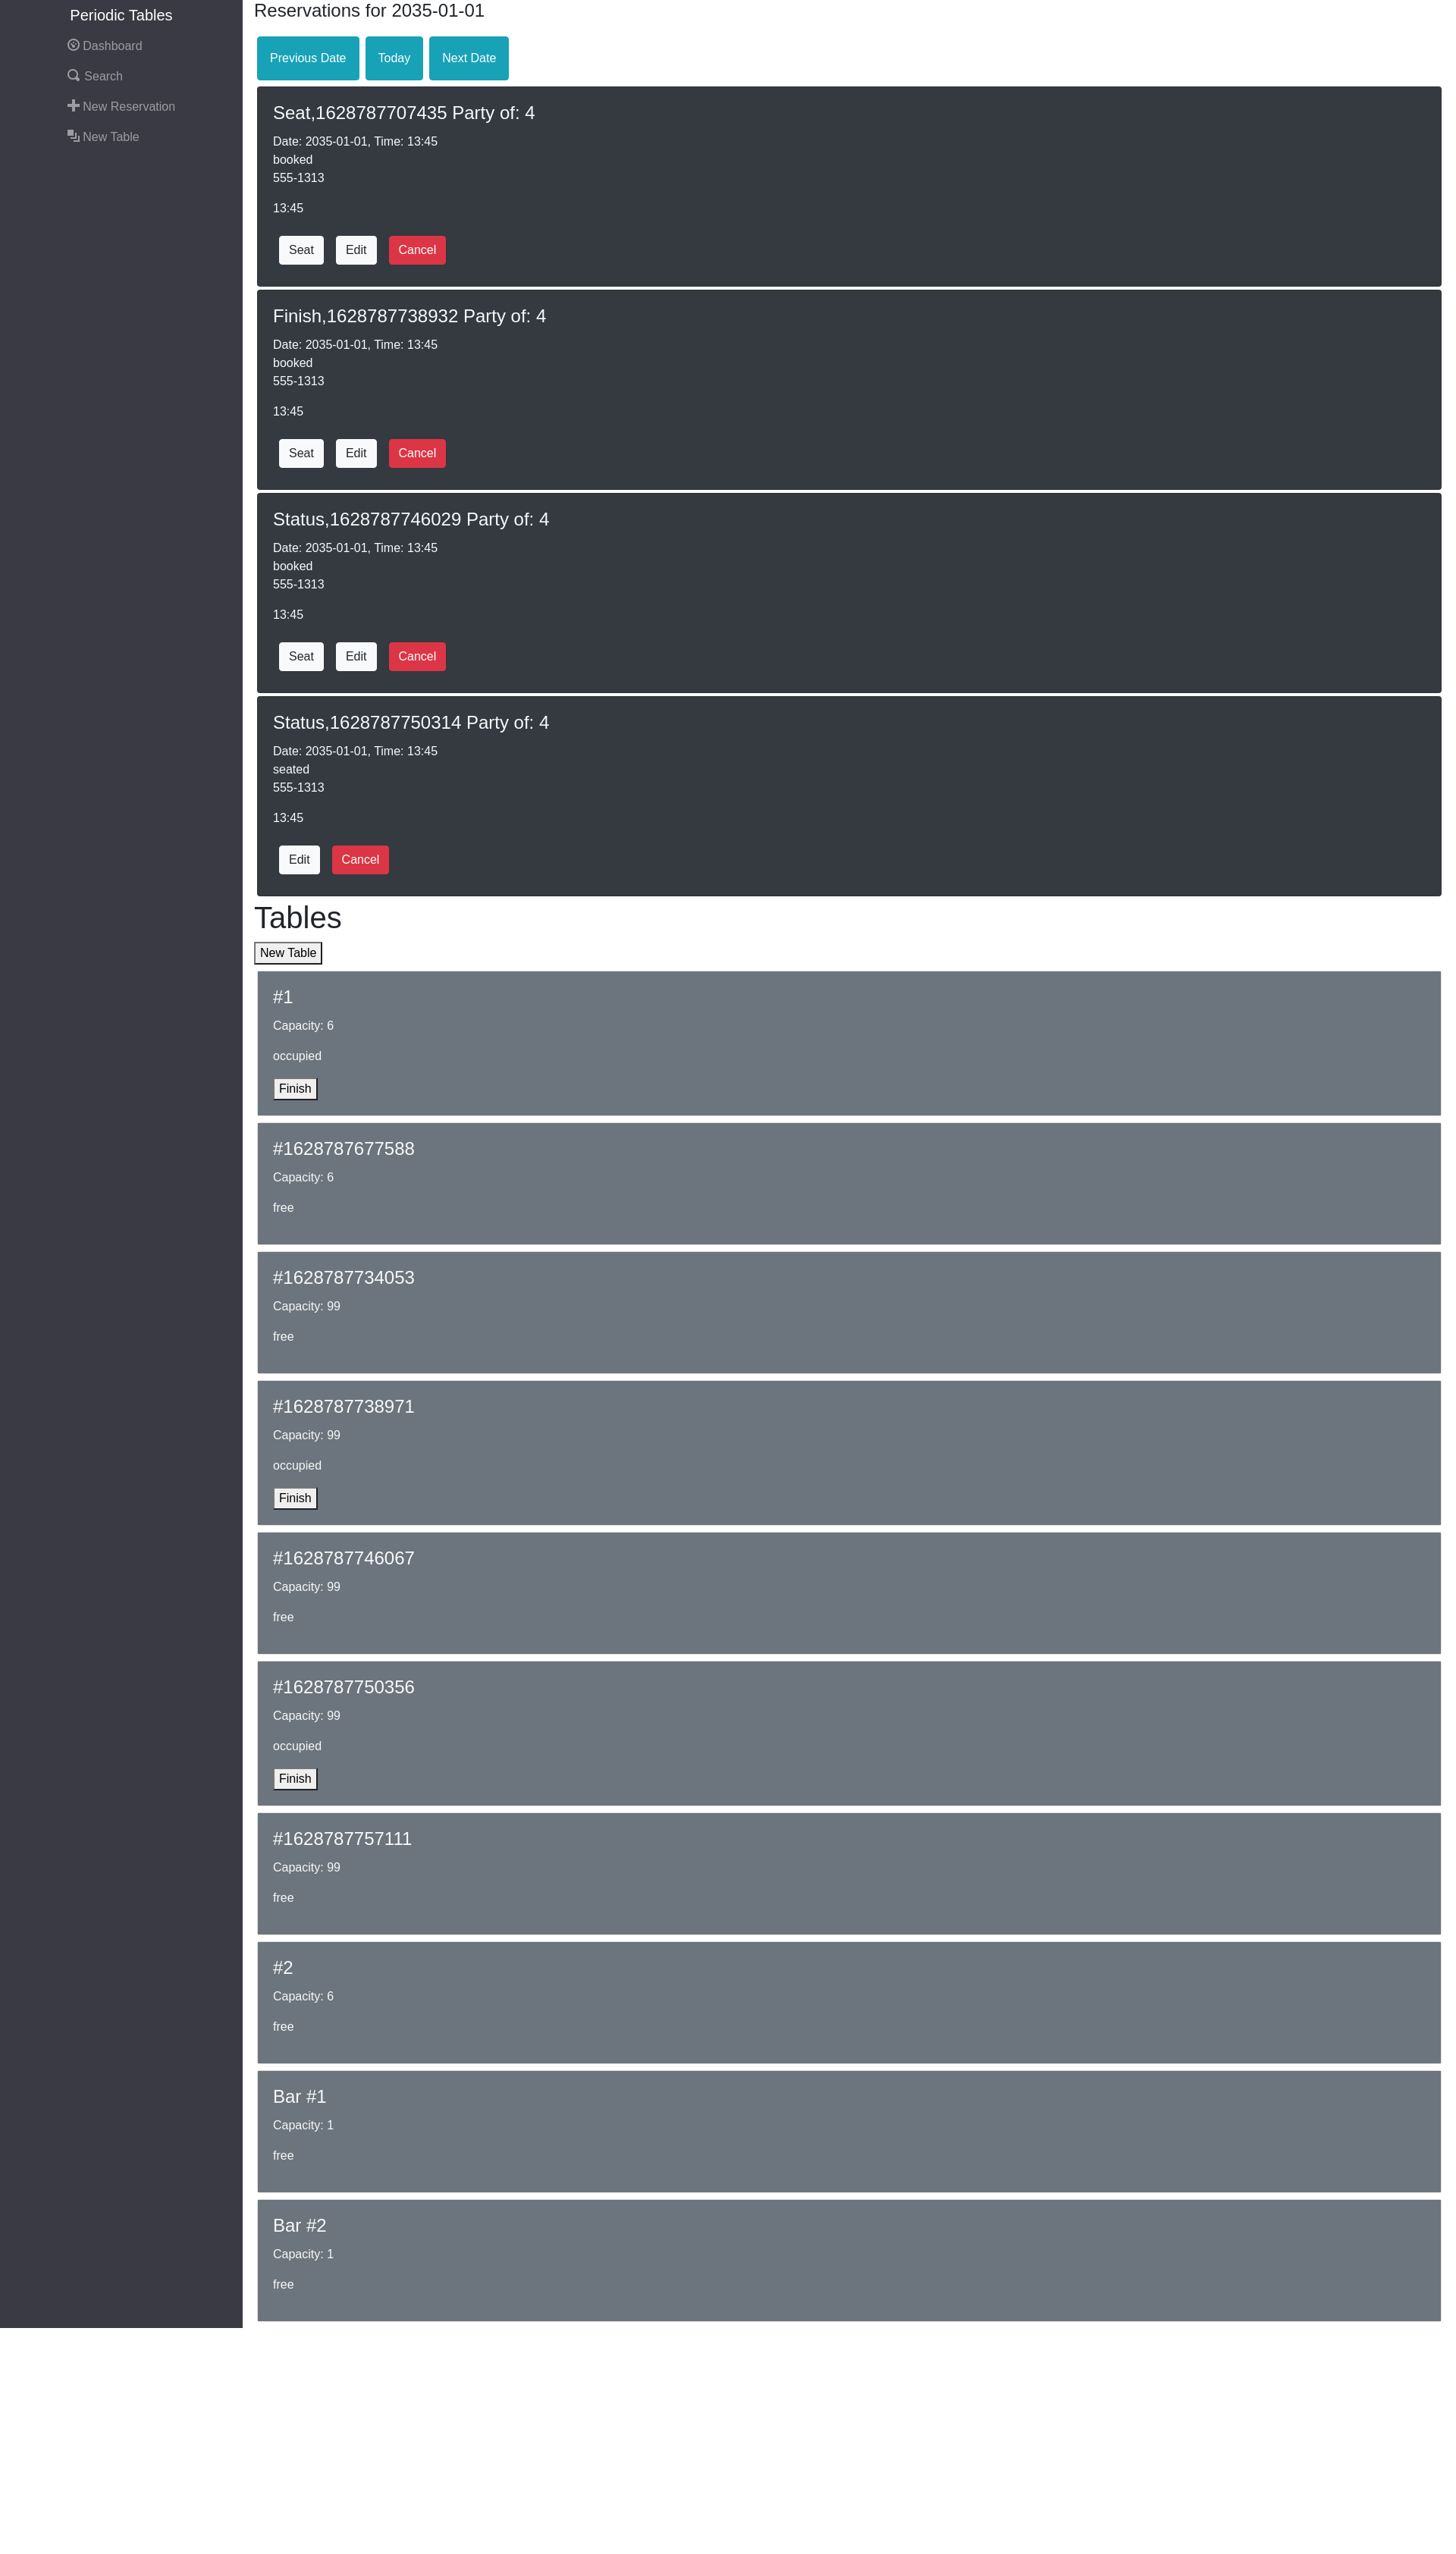 Periodic Tables
Dashboard
Search
New Reservation
New Table
Reservations for 2035-01-01
Previous Date Today Next Date
Seat,1628787707435 Party of: 4
Date: 2035-01-01, Time: 13:45
booked
555-1313
13:45
Seat Edit Cancel
Finish,1628787738932 Party of: 4
Date: 2035-01-01, Time: 13:45
booked
555-1313
13:45
Seat Edit Cancel
Status,1628787746029 Party of: 4
Date: 2035-01-01, Time: 13:45
booked
555-1313
13:45
Seat Edit Cancel
Status,1628787750314 Party of: 4
Date: 2035-01-01, Time: 13:45
seated
555-1313
13:45
Edit Cancel
Tables
New Table
#1
Capacity: 6
occupied
Finish
#1628787677588
Capacity: 6
free
#1628787734053
Capacity: 99
free
#1628787738971
Capacity: 99
occupied
Finish
#1628787746067
Capacity: 99
free
#1628787750356
Capacity: 99
occupied
Finish
#1628787757111
Capacity: 99
free
#2
Capacity: 6
free
Bar #1
Capacity: 1
free
Bar #2
Capacity: 1
free